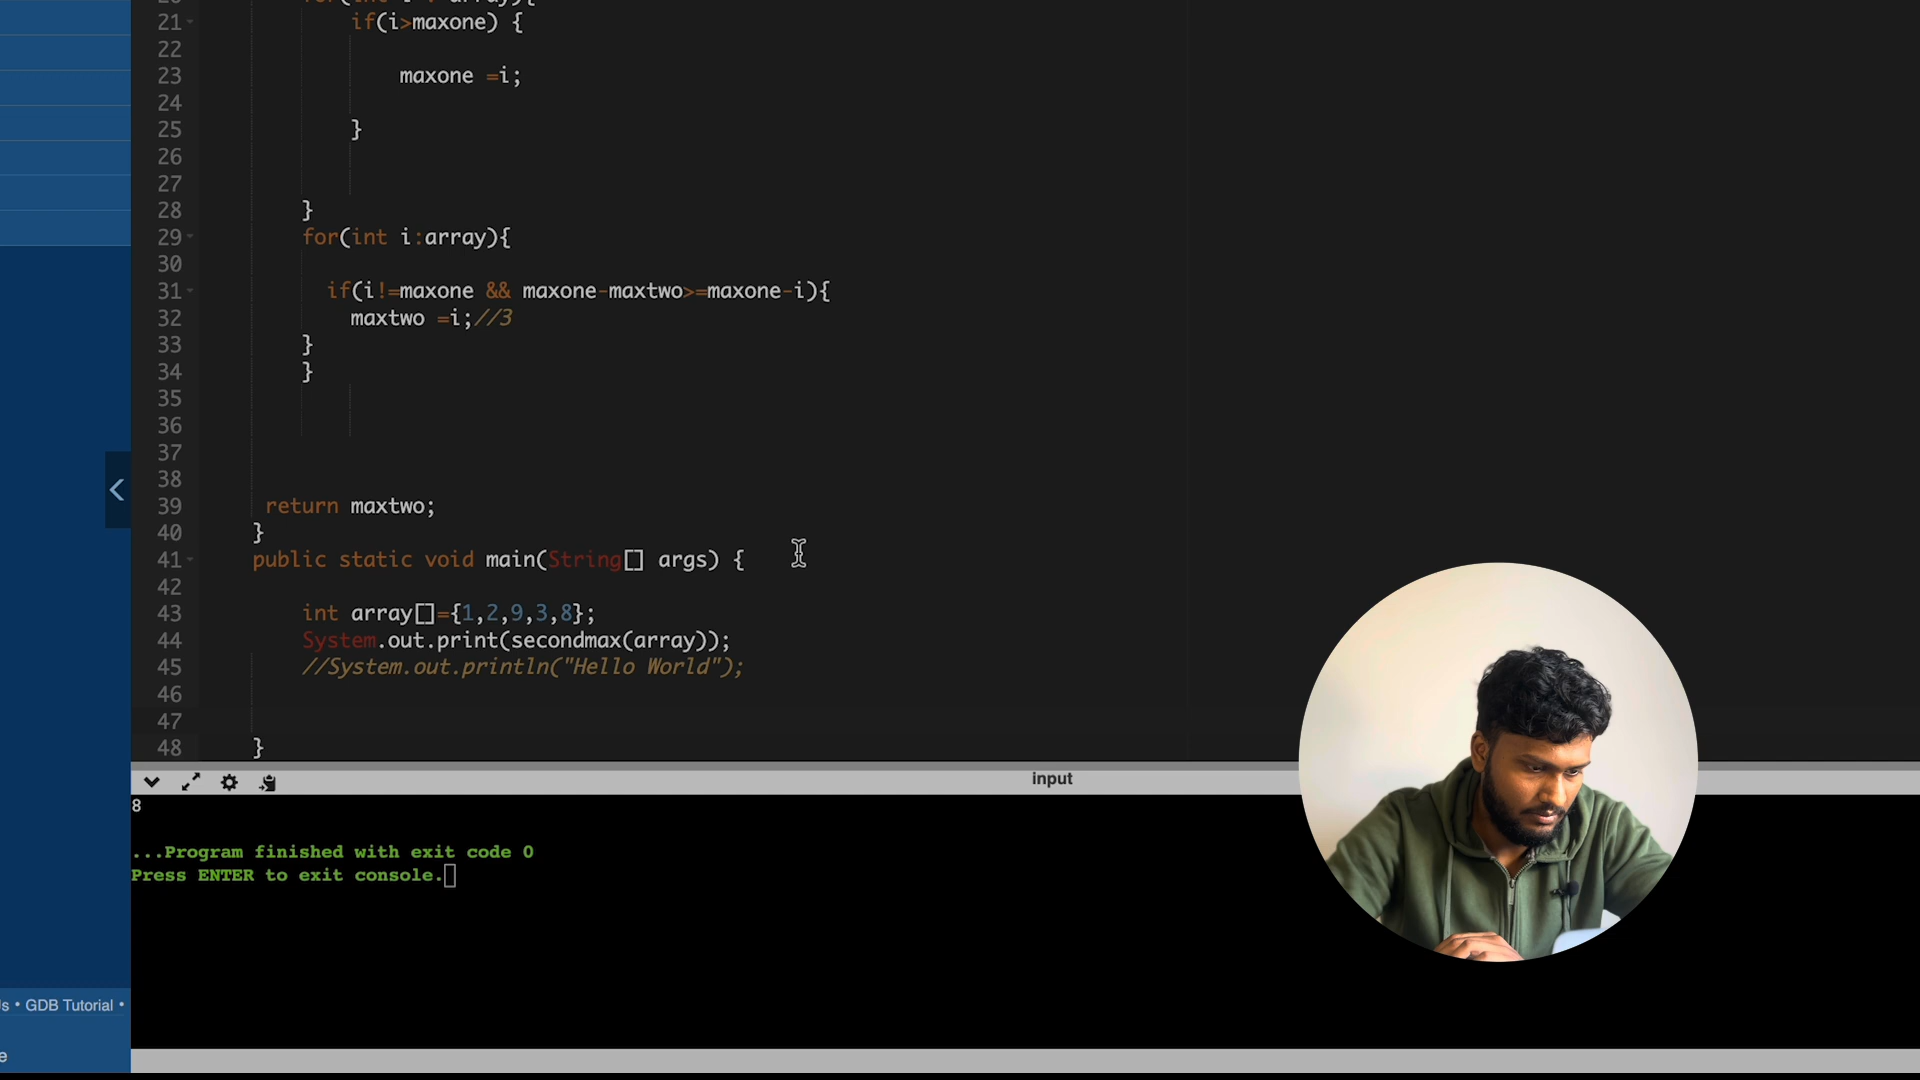 21 if(i>maxone) {
22
23 maxone =i;
24
25 }
26
27
28 }
29 for(int i:array){
30
31 if(i!=maxone && maxone-maxtwo>=maxone-i){
32 maxtwo =i;//3
33 }
34 }
35
36
37
38
39 return maxtwo;
40 }
41 public static void main(String[] args) {
42
43 int array[]={1,2,9,3,8};
44 System.out.print(secondmax(array));
45 //System.out.println("Hello World");
46
47
48 }
input
8
...Program finished with exit code 0
Press ENTER to exit console.
s • GDB Tutorial •
e